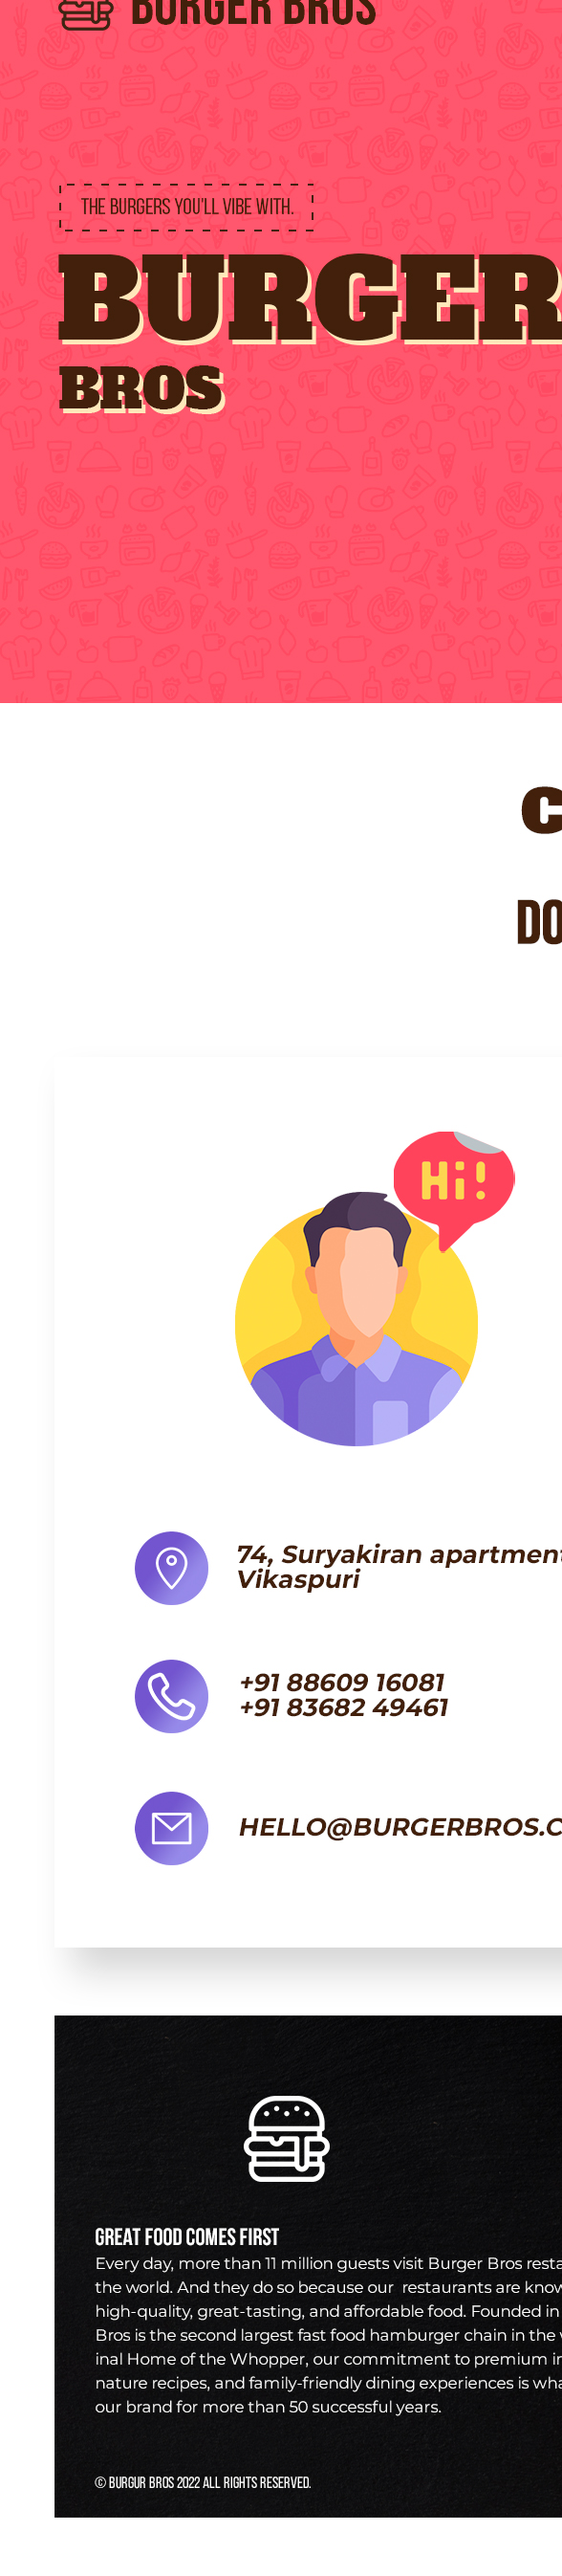 BURGER BROS
THE BURGERS YOU'LL VIBE WITH.
BURGER
BROS
C
DO
Hi!
74, Suryakiran apartment
Vikaspuri
+91 88609 16081
+91 83682 49461
HELLO@BURGERBROS.C
GREAT FOOD COMES FIRST
Every day, more than 11 million guests visit Burger Bros resta
the world. And they do so because our restaurants are know
high-quality, great-tasting, and affordable food. Founded in
Bros is the second largest fast food hamburger chain in the
inal Home of the Whopper, our commitment to premium in
nature recipes, and family-friendly dining experiences is wha
our brand for more than 50 successful years.
© BURGUR BROS 2022 ALL RIGHTS RESERVED.